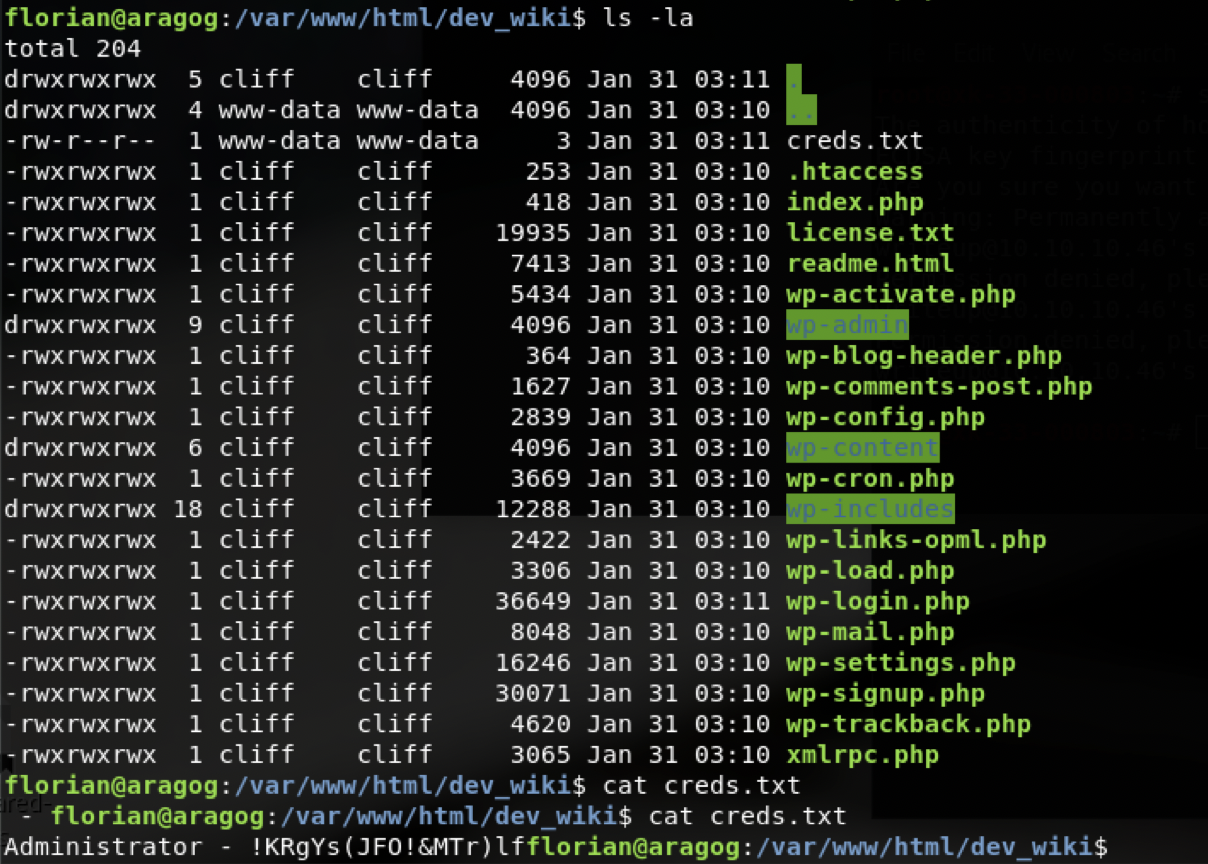 florian@aragog:/var/www/html/dev_wiki$ ls -la
total 204
drwxrwxrwx  5 cliff    cliff     4096 Jan 31 03:11 .
drwxrwxrwx  4 www-data www-data  4096 Jan 31 03:10 ..
-rw-r--r--  1 www-data www-data     3 Jan 31 03:11 creds.txt
-rwxrwxrwx  1 cliff    cliff      253 Jan 31 03:10 .htaccess
-rwxrwxrwx  1 cliff    cliff      418 Jan 31 03:10 index.php
-rwxrwxrwx  1 cliff    cliff    19935 Jan 31 03:10 license.txt
-rwxrwxrwx  1 cliff    cliff     7413 Jan 31 03:10 readme.html
-rwxrwxrwx  1 cliff    cliff     5434 Jan 31 03:10 wp-activate.php
drwxrwxrwx  9 cliff    cliff     4096 Jan 31 03:10 wp-admin
-rwxrwxrwx  1 cliff    cliff      364 Jan 31 03:10 wp-blog-header.php
-rwxrwxrwx  1 cliff    cliff     1627 Jan 31 03:10 wp-comments-post.php
-rwxrwxrwx  1 cliff    cliff     2839 Jan 31 03:10 wp-config.php
drwxrwxrwx  6 cliff    cliff     4096 Jan 31 03:10 wp-content
-rwxrwxrwx  1 cliff    cliff     3669 Jan 31 03:10 wp-cron.php
drwxrwxrwx 18 cliff    cliff    12288 Jan 31 03:10 wp-includes
-rwxrwxrwx  1 cliff    cliff     2422 Jan 31 03:10 wp-links-opml.php
-rwxrwxrwx  1 cliff    cliff     3306 Jan 31 03:10 wp-load.php
-rwxrwxrwx  1 cliff    cliff    36649 Jan 31 03:11 wp-login.php
-rwxrwxrwx  1 cliff    cliff     8048 Jan 31 03:10 wp-mail.php
-rwxrwxrwx  1 cliff    cliff    16246 Jan 31 03:10 wp-settings.php
-rwxrwxrwx  1 cliff    cliff    30071 Jan 31 03:10 wp-signup.php
-rwxrwxrwx  1 cliff    cliff     4620 Jan 31 03:10 wp-trackback.php
-rwxrwxrwx  1 cliff    cliff     3065 Jan 31 03:10 xmlrpc.php
florian@aragog:/var/www/html/dev_wiki$ cat creds.txt
 - florian@aragog:/var/www/html/dev_wiki$ cat creds.txt
Administrator - !KRgYs(JFO!&MTr)lfflorian@aragog:/var/www/html/dev_wiki$